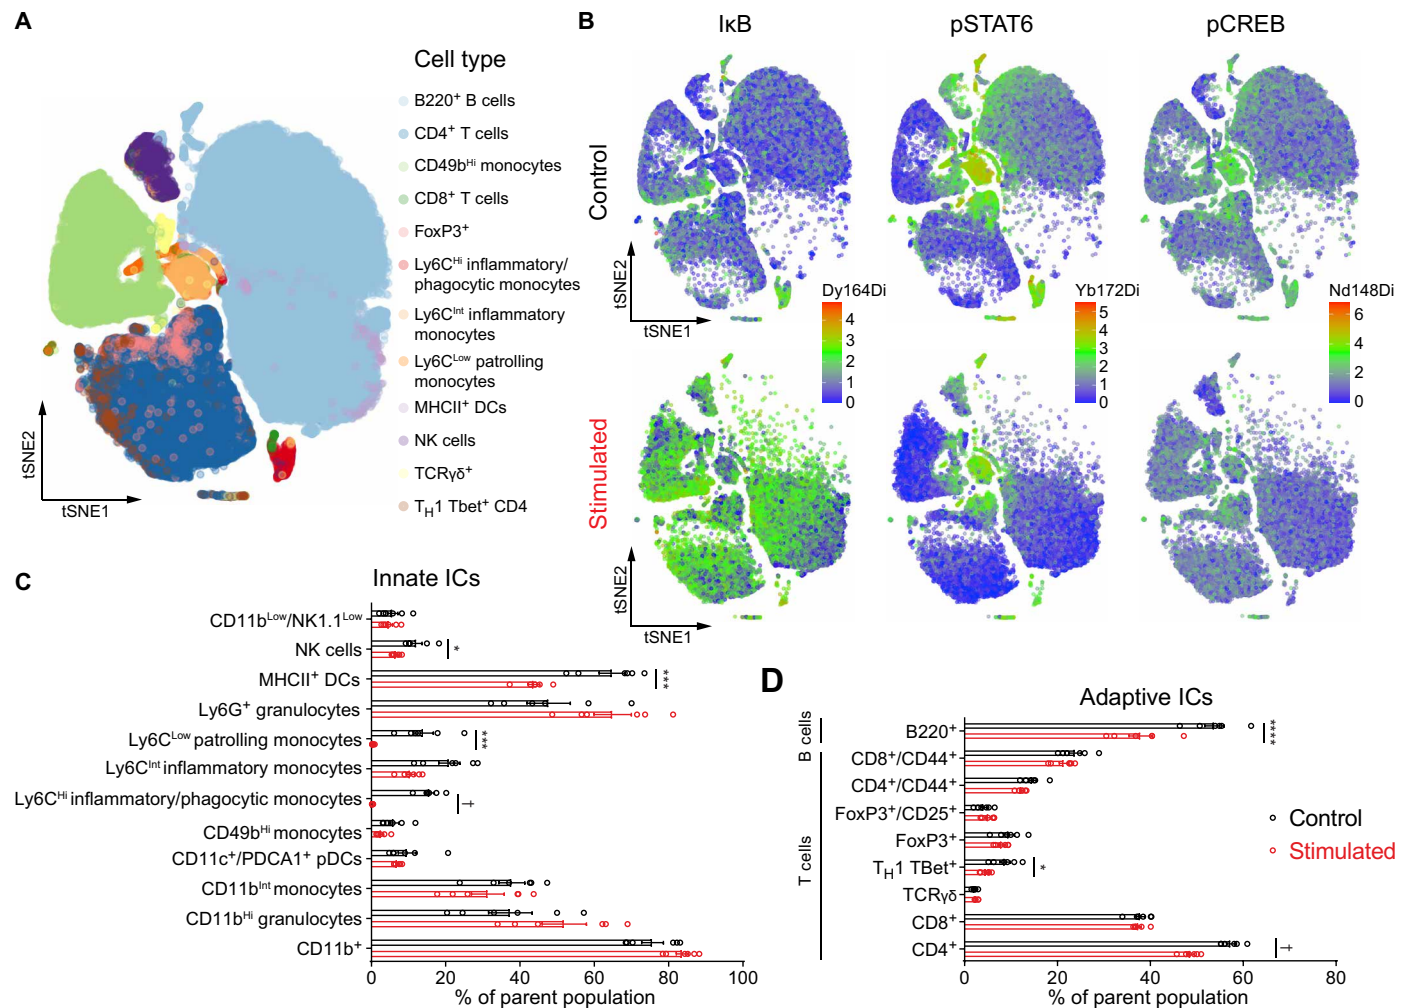 A
Cell type
B220⁺ B cells
CD4⁺ T cells
CD49bᴴⁱ monocytes
CD8⁺ T cells
FoxP3⁺
Ly6Cᴴⁱ inflammatory/
phagocytic monocytes
Ly6Cᴵⁿᵗ inflammatory
monocytes
Ly6Cᴸᵒʷ patrolling
monocytes
MHCII⁺ DCs
NK cells
TCRγδ⁺
T_H1 Tbet⁺ CD4
tSNE2
tSNE1
B
IκB
pSTAT6
pCREB
Control
tSNE2
tSNE1
Dy164Di
4
3
2
1
0
Yb172Di
5
4
3
2
1
0
Nd148Di
6
4
2
0
Stimulated
tSNE2
tSNE1
C
Innate ICs
CD11bᴸᵒʷ/NK1.1ᴸᵒʷ
NK cells
*
MHCII⁺ DCs
***
Ly6G⁺ granulocytes
Ly6Cᴸᵒʷ patrolling monocytes
***
Ly6Cᴵⁿᵗ inflammatory monocytes
Ly6Cᴴⁱ inflammatory/phagocytic monocytes
†
CD49bᴴⁱ monocytes
CD11c⁺/PDCA1⁺ pDCs
CD11bᴵⁿᵗ monocytes
CD11bᴴⁱ granulocytes
CD11b⁺
0 20 40 60 80 100
% of parent population
D
Adaptive ICs
B cells
B220⁺
****
T cells
CD8⁺/CD44⁺
CD4⁺/CD44⁺
FoxP3⁺/CD25⁺
FoxP3⁺
T_H1 TBet⁺
*
TCRγδ
CD8⁺
CD4⁺
†
Control
Stimulated
0 20 40 60 80
% of parent population